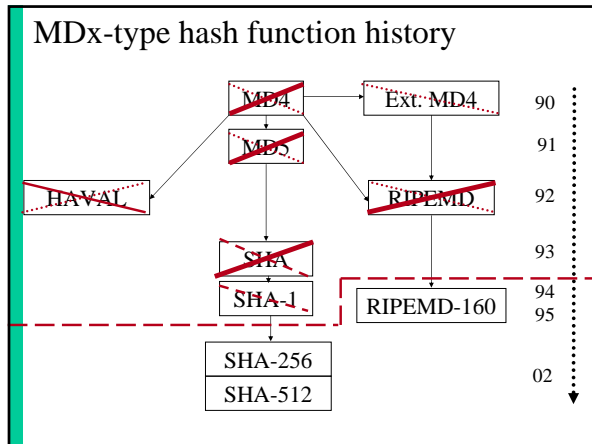 MDx-type hash function history
MD4
Ext. MD4
90
MD5
91
HAVAL
RIPEMD
92
SHA
93
SHA-1
RIPEMD-160
94
95
SHA-256
SHA-512
02